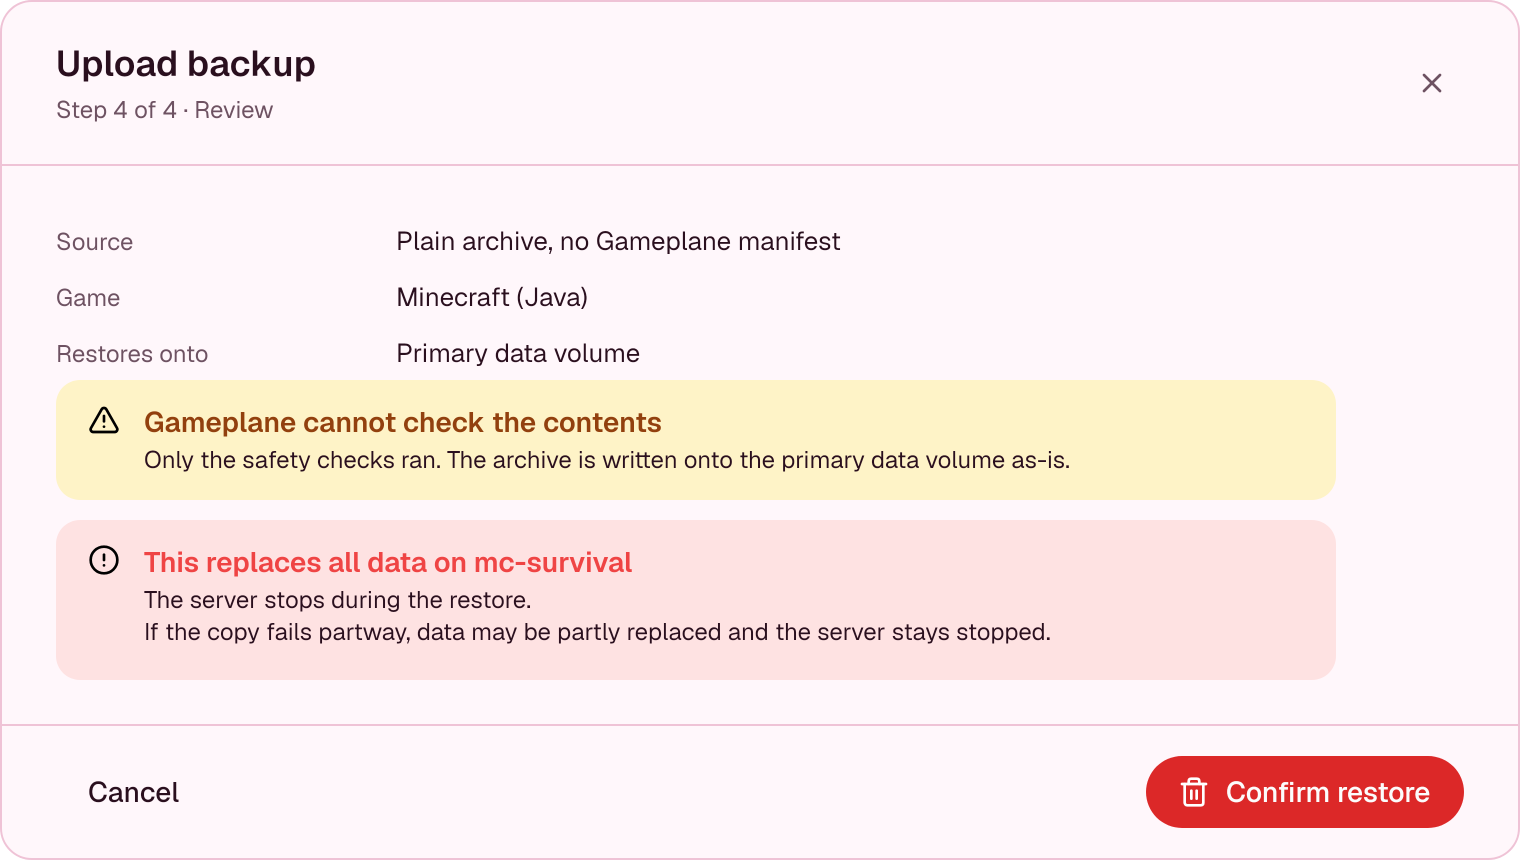 Upload backup
Step 4 of 4 · Review
Source
Plain archive, no Gameplane manifest
Game
Minecraft (Java)
Restores onto
Primary data volume
Gameplane cannot check the contents
Only the safety checks ran. The archive is written onto the primary data volume as-is.
This replaces all data on mc-survival
The server stops during the restore.
If the copy fails partway, data may be partly replaced and the server stays stopped.
Cancel
Confirm restore